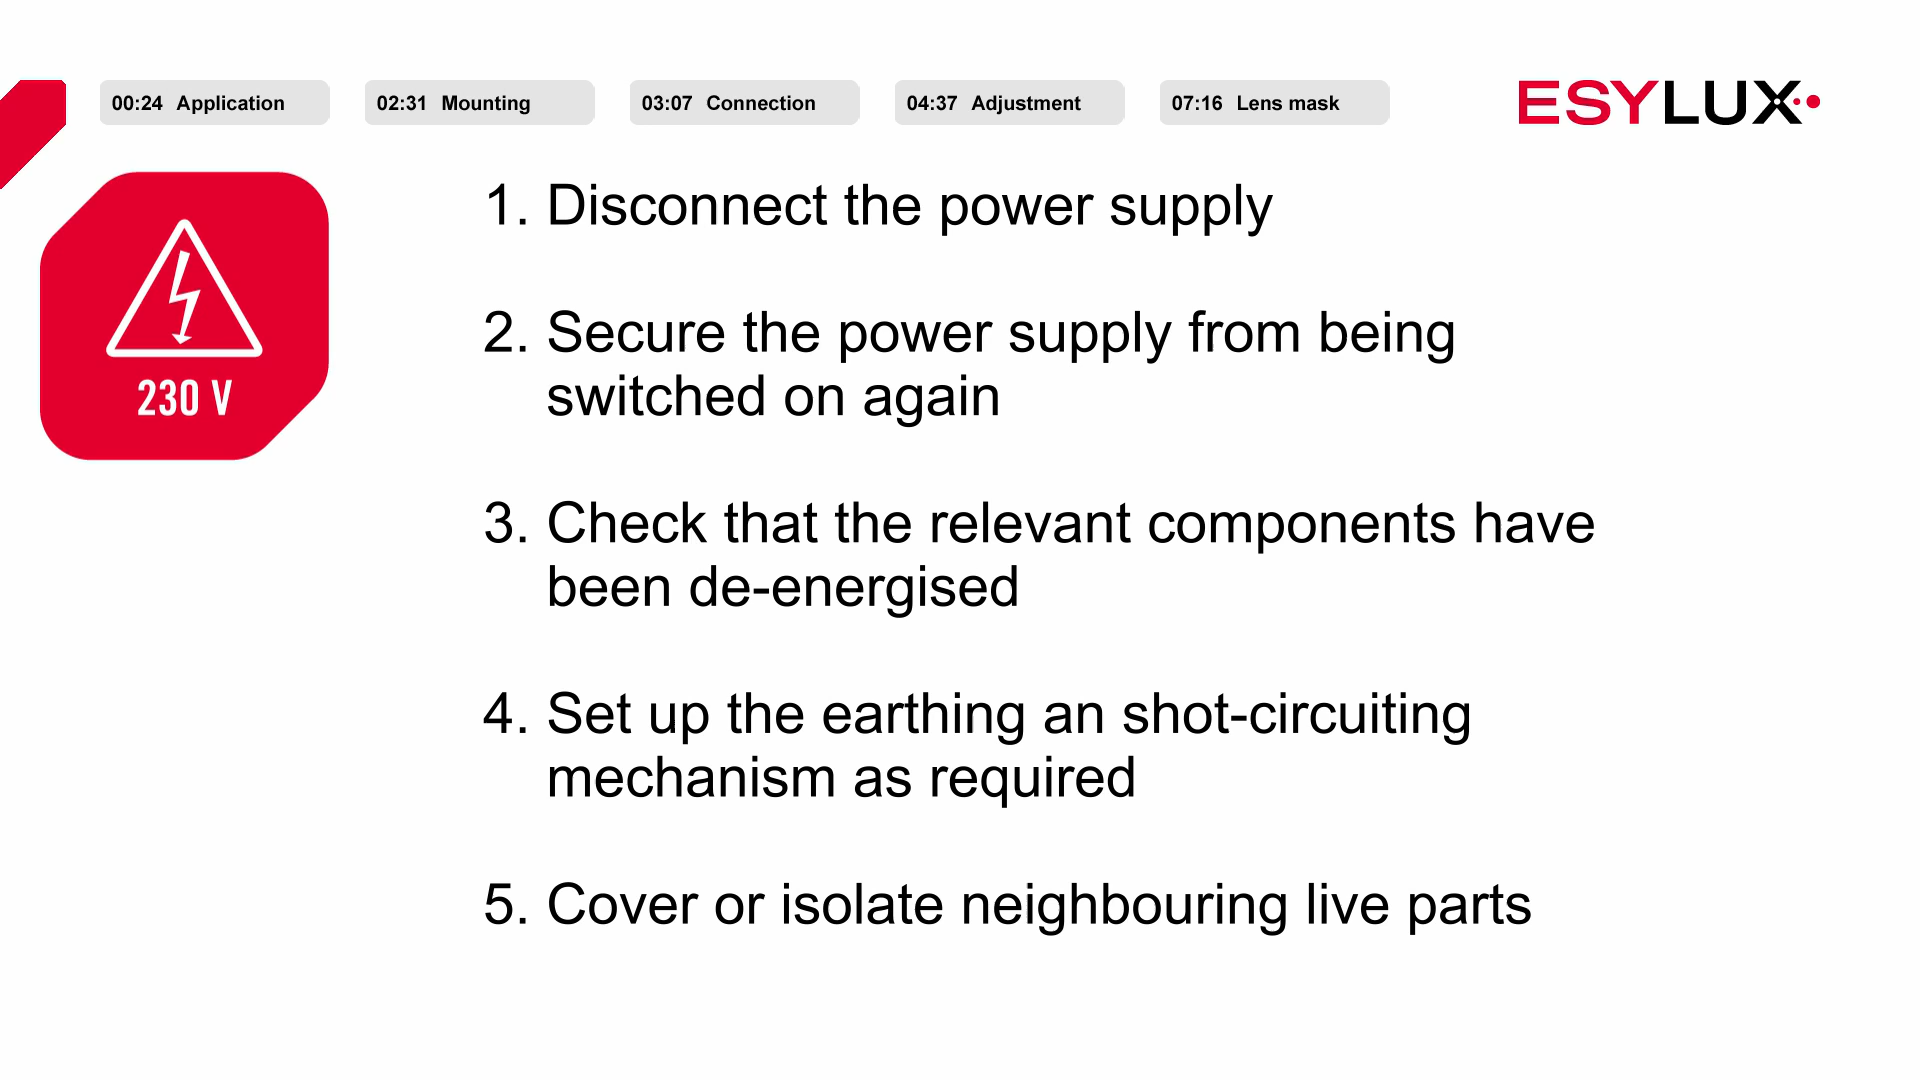 00:24 Application
02:31 Mounting
03:07 Connection
04:37 Adjustment
07:16 Lens mask
ESYLUX
230 V
1. Disconnect the power supply
2. Secure the power supply from being
switched on again
3. Check that the relevant components have
been de-energised
4. Set up the earthing an shot-circuiting
mechanism as required
5. Cover or isolate neighbouring live parts